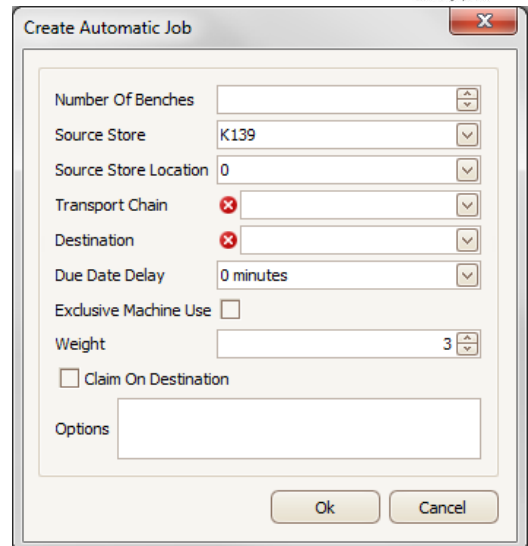 Create Automatic Job
Number Of Benches
Source Store K139
Source Store Location 0
Transport Chain
Destination
Due Date Delay 0 minutes
Exclusive Machine Use
Weight 3
Claim On Destination
Options
Ok Cancel